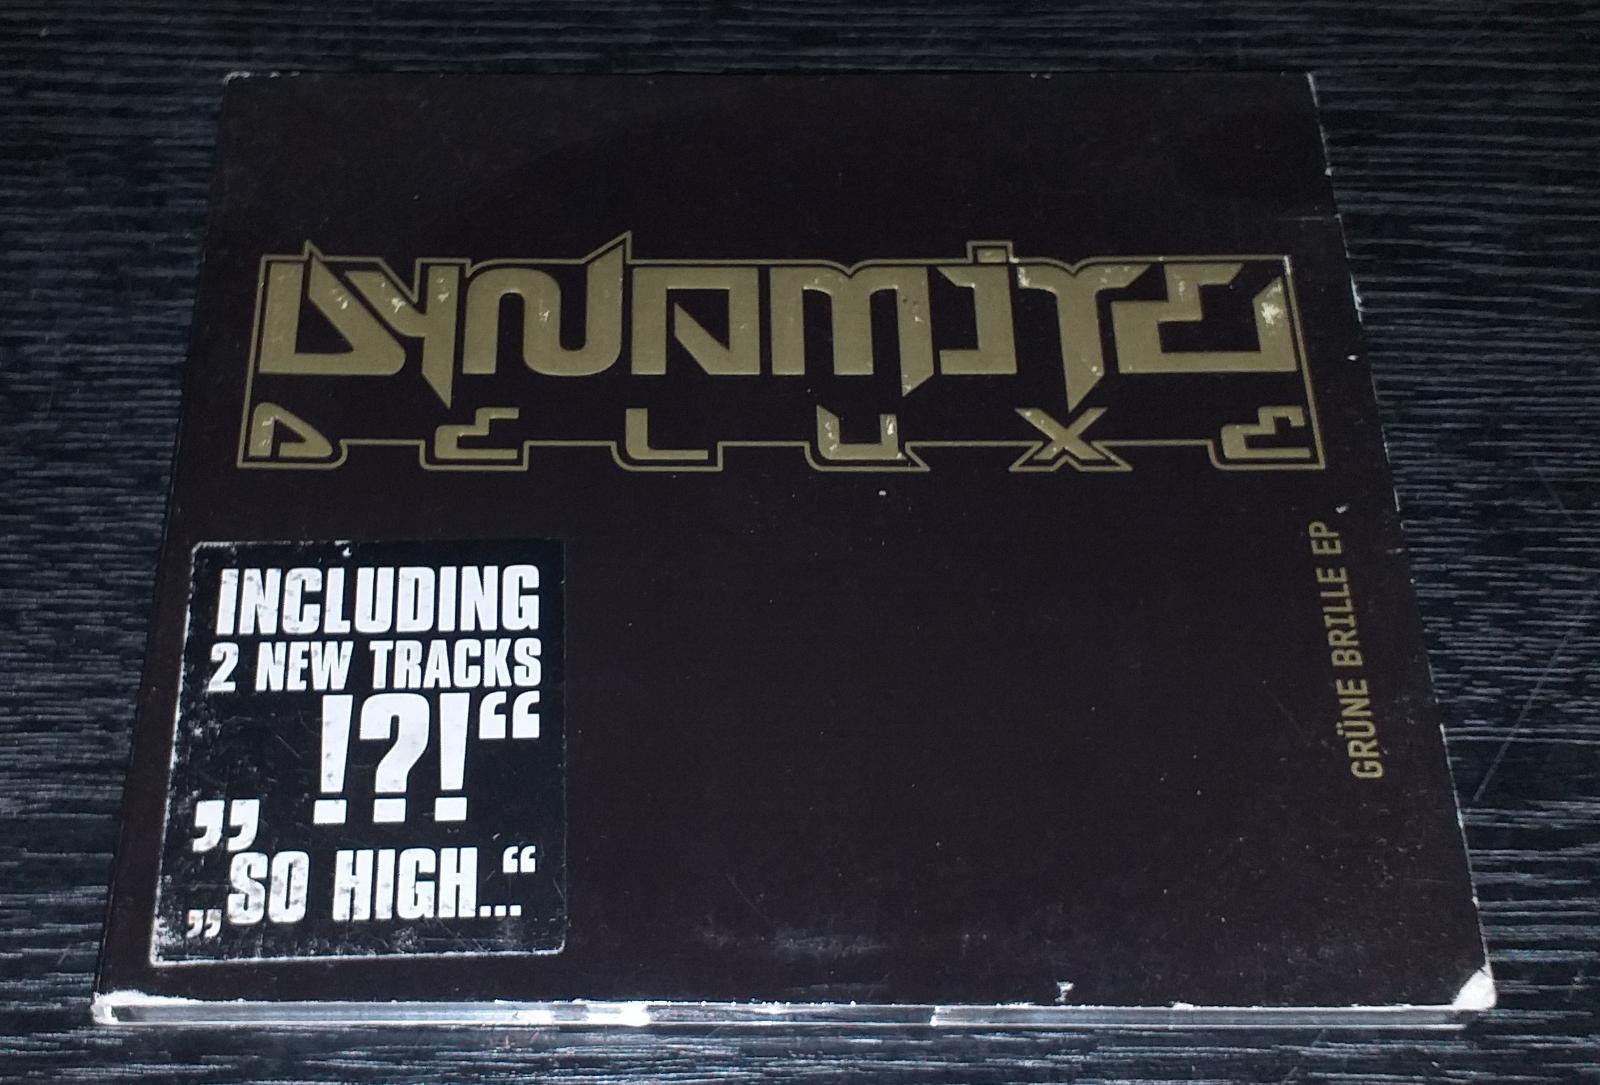 DYNAMITE
DELUXE
GRÜNE BRILLE EP
INCLUDING
2 NEW TRACKS
„!?!“
„SO HIGH...“